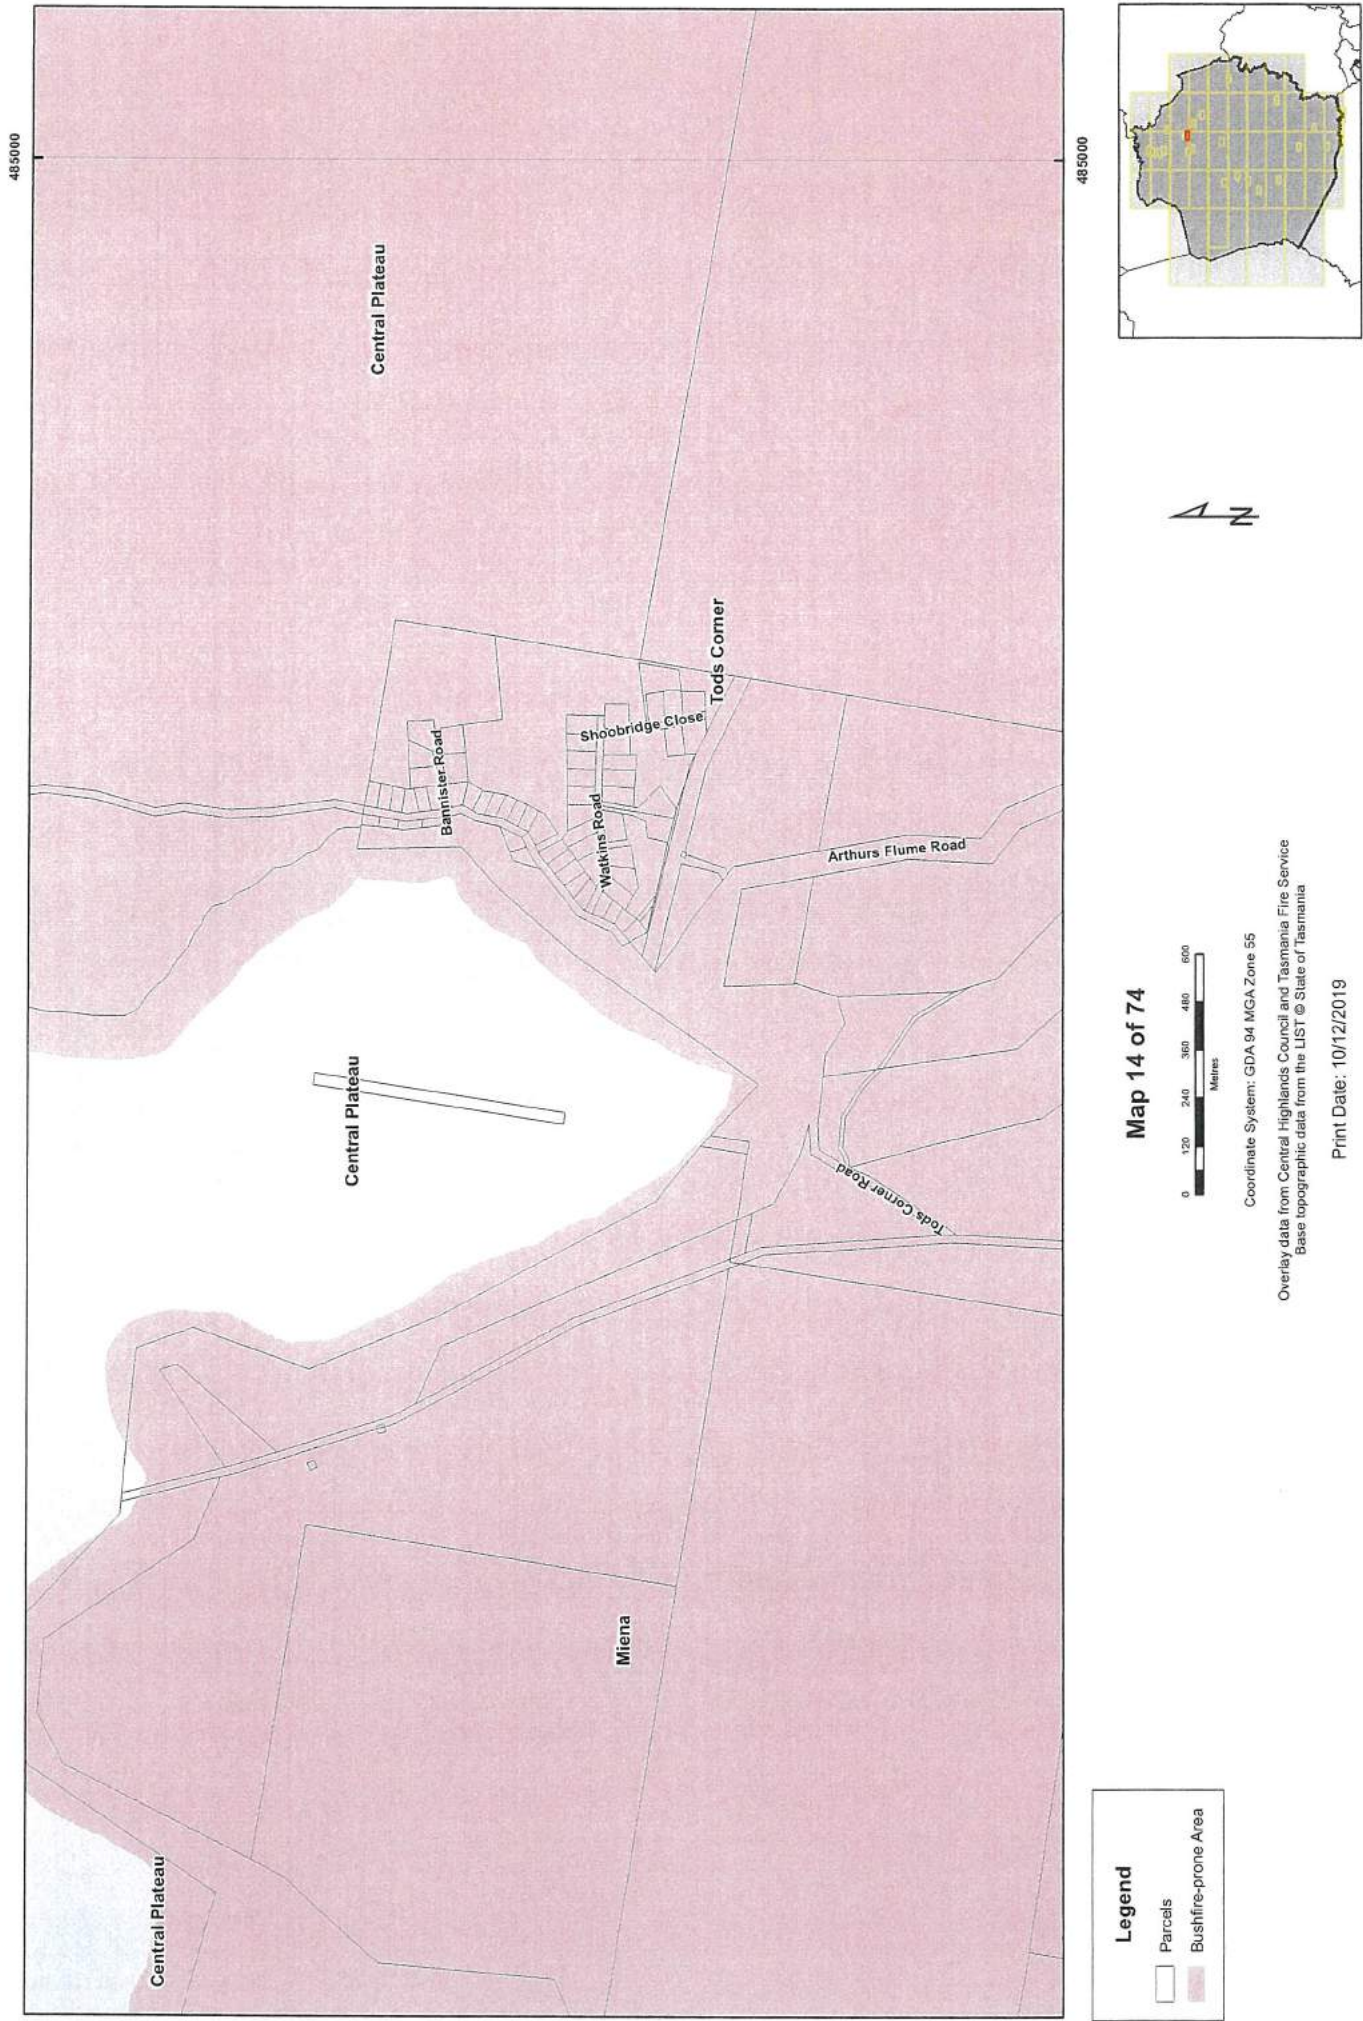 485000
485000
Central Plateau
Central Plateau
Central Plateau
Miena
Bannister Road
Shoobridge Close
Tods Corner
Watkins Road
Arthurs Flume Road
Tods Corner Road
Legend
Parcels
Bushfire-prone Area
Map 14 of 74
0 120 240 360 480 600
Metres
Coordinate System: GDA 94 MGA Zone 55
Overlay data from Central Highlands Council and Tasmania Fire Service
Base topographic data from the LIST © State of Tasmania
Print Date: 10/12/2019
N